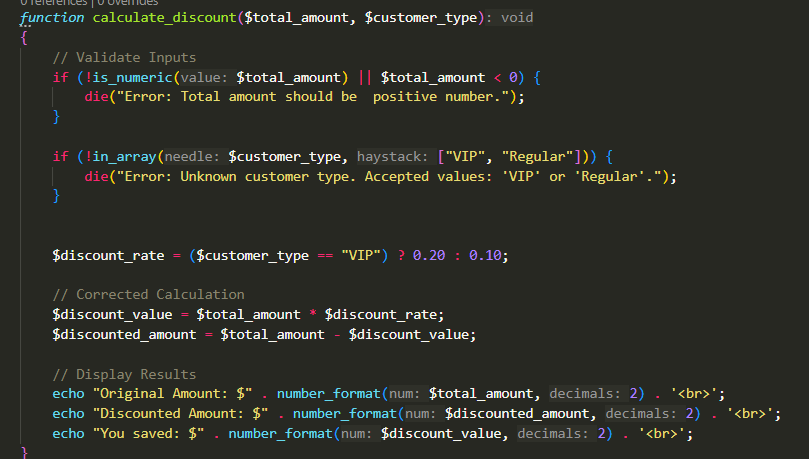 0 references | 0 overrides
function calculate_discount($total_amount, $customer_type): void
{
    // Validate Inputs
    if (!is_numeric(value: $total_amount) || $total_amount < 0) {
        die("Error: Total amount should be  positive number.");
    }
    if (!in_array(needle: $customer_type, haystack: ["VIP", "Regular"])) {
        die("Error: Unknown customer type. Accepted values: 'VIP' or 'Regular'.");
    }
    $discount_rate = ($customer_type == "VIP") ? 0.20 : 0.10;
    // Corrected Calculation
    $discount_value = $total_amount * $discount_rate;
    $discounted_amount = $total_amount - $discount_value;
    // Display Results
    echo "Original Amount: $" . number_format(num: $total_amount, decimals: 2) . '<br>';
    echo "Discounted Amount: $" . number_format(num: $discounted_amount, decimals: 2) . '<br>';
    echo "You saved: $" . number_format(num: $discount_value, decimals: 2) . '<br>';
}